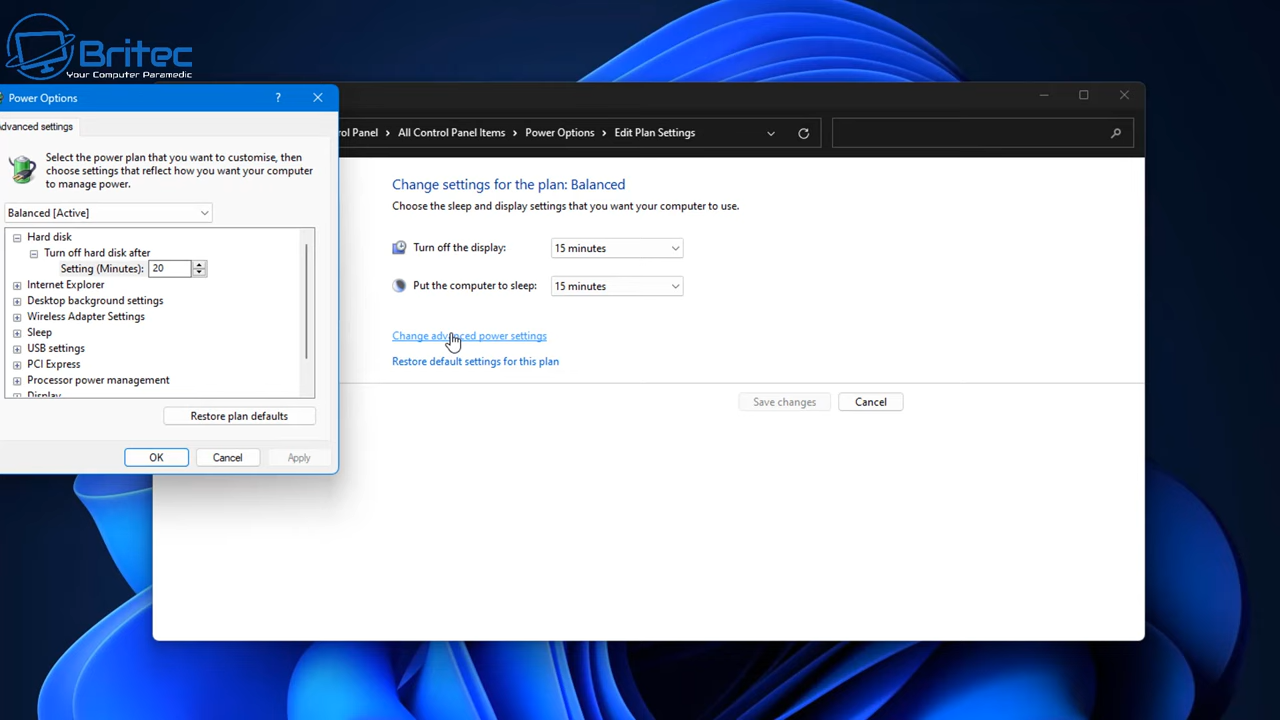 Britec
Your Computer Paramedic
Power Options
?
Advanced settings
Select the power plan that you want to customise, then
choose settings that reflect how you want your computer
to manage power.
Balanced [Active]
Hard disk
Turn off hard disk after
Setting (Minutes): 20
Internet Explorer
Desktop background settings
Wireless Adapter Settings
Sleep
USB settings
PCI Express
Processor power management
Display
Restore plan defaults
OK
Cancel
Apply
rol Panel > All Control Panel Items > Power Options > Edit Plan Settings
Change settings for the plan: Balanced
Choose the sleep and display settings that you want your computer to use.
Turn off the display: 15 minutes
Put the computer to sleep: 15 minutes
Change advanced power settings
Restore default settings for this plan
Save changes
Cancel